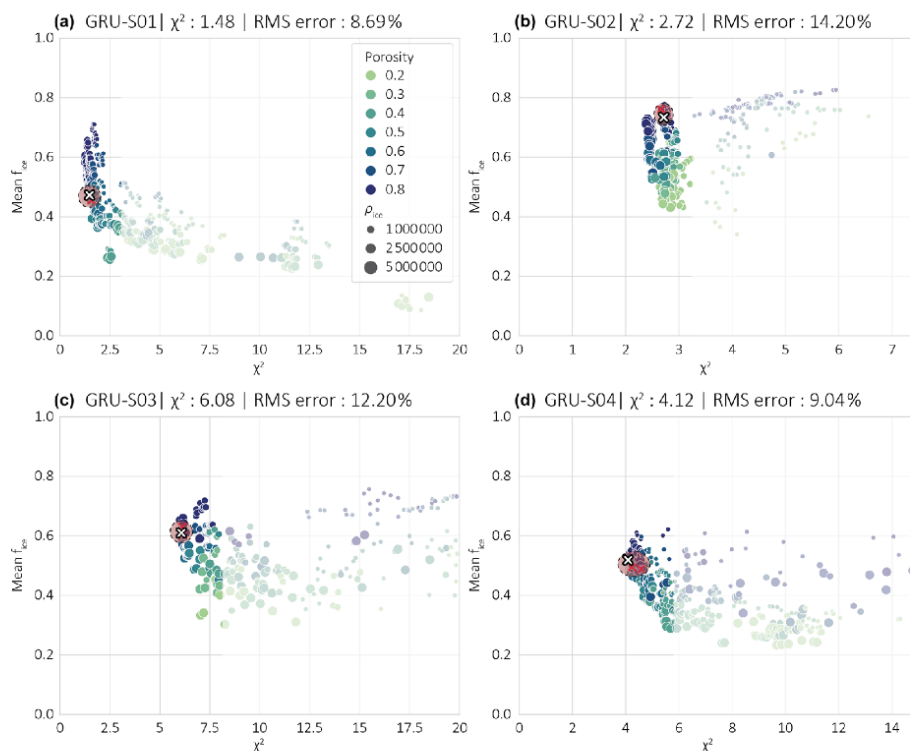 (a) GRU-S01| χ² : 1.48 | RMS error : 8.69%
1.0
0.8
0.6
0.4
0.2
0.0
Mean f_ice
Porosity
0.2
0.3
0.4
0.5
0.6
0.7
0.8
ρ_ice
1000000
2500000
5000000
0 2.5 5 7.5 10 12.5 15 17.5 20
χ²
(b) GRU-S02| χ² : 2.72 | RMS error : 14.20%
1.0
0.8
0.6
0.4
0.2
0.0
Mean f_ice
0 1 2 3 4 5 6 7
χ²
(c) GRU-S03| χ² : 6.08 | RMS error : 12.20%
1.0
0.8
0.6
0.4
0.2
0.0
Mean f_ice
0 2.5 5 7.5 10 12.5 15 17.5 20
χ²
(d) GRU-S04| χ² : 4.12 | RMS error : 9.04%
1.0
0.8
0.6
0.4
0.2
0.0
Mean f_ice
0 2 4 6 8 10 12 14
χ²